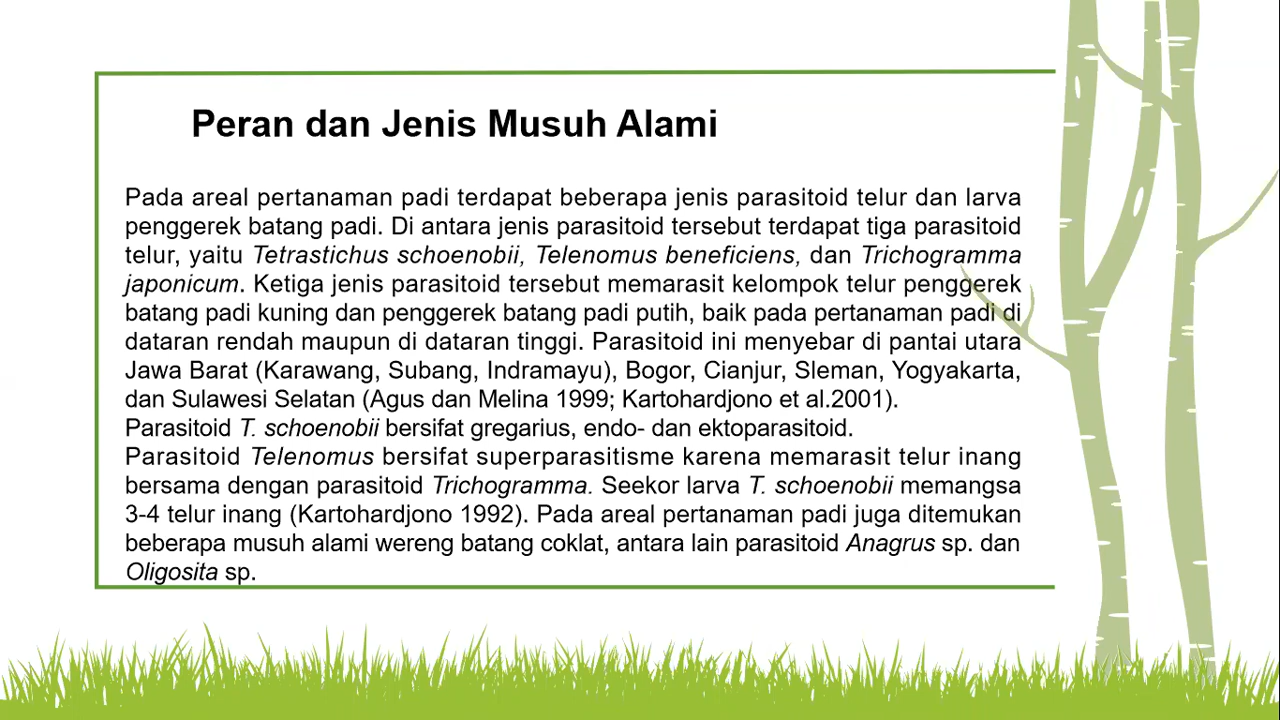 Peran dan Jenis Musuh Alami
Pada areal pertanaman padi terdapat beberapa jenis parasitoid telur dan larva
penggerek batang padi. Di antara jenis parasitoid tersebut terdapat tiga parasitoid
telur, yaitu Tetrastichus schoenobii, Telenomus beneficiens, dan Trichogramma
japonicum. Ketiga jenis parasitoid tersebut memarasit kelompok telur penggerek
batang padi kuning dan penggerek batang padi putih, baik pada pertanaman padi di
dataran rendah maupun di dataran tinggi. Parasitoid ini menyebar di pantai utara
Jawa Barat (Karawang, Subang, Indramayu), Bogor, Cianjur, Sleman, Yogyakarta,
dan Sulawesi Selatan (Agus dan Melina 1999; Kartohardjono et al.2001).
Parasitoid T. schoenobii bersifat gregarius, endo- dan ektoparasitoid.
Parasitoid Telenomus bersifat superparasitisme karena memarasit telur inang
bersama dengan parasitoid Trichogramma. Seekor larva T. schoenobii memangsa
3-4 telur inang (Kartohardjono 1992). Pada areal pertanaman padi juga ditemukan
beberapa musuh alami wereng batang coklat, antara lain parasitoid Anagrus sp. dan
Oligosita sp.